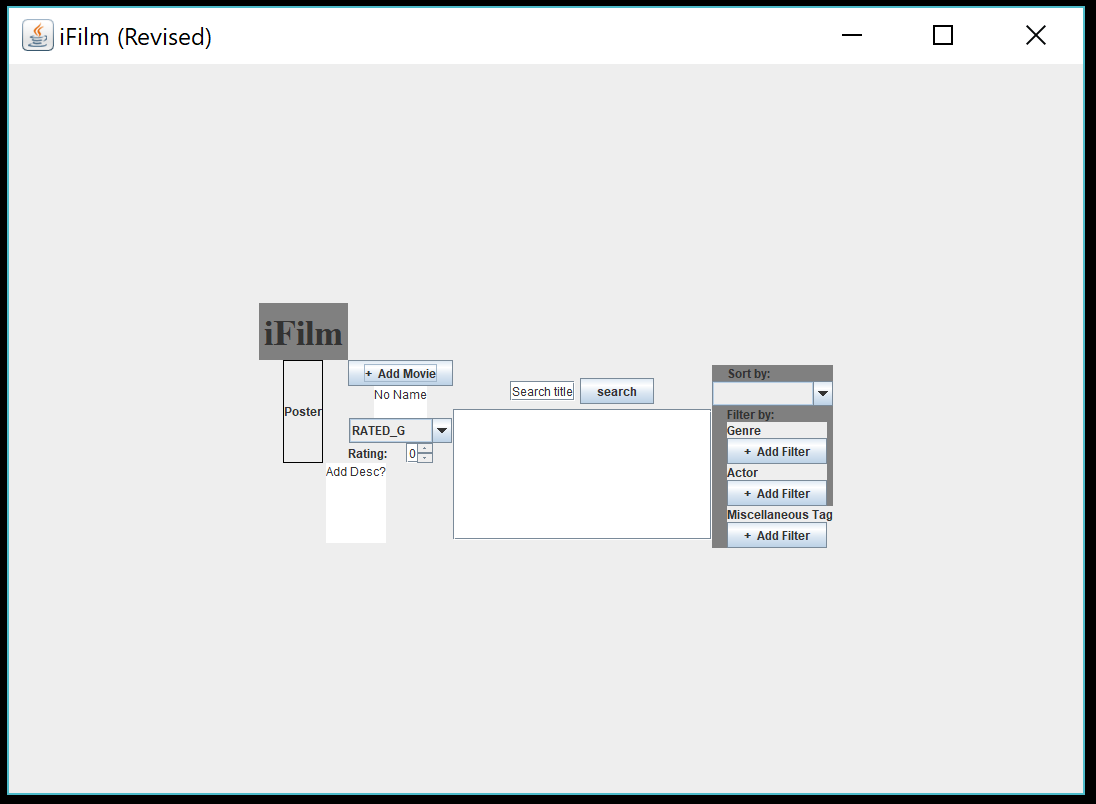 iFilm (Revised)
iFilm
Poster
+ Add Movie
No Name
RATED_G
Rating: 0
Add Desc?
Search title
search
Sort by:
Filter by:
Genre
+ Add Filter
Actor
+ Add Filter
Miscellaneous Tag
+ Add Filter